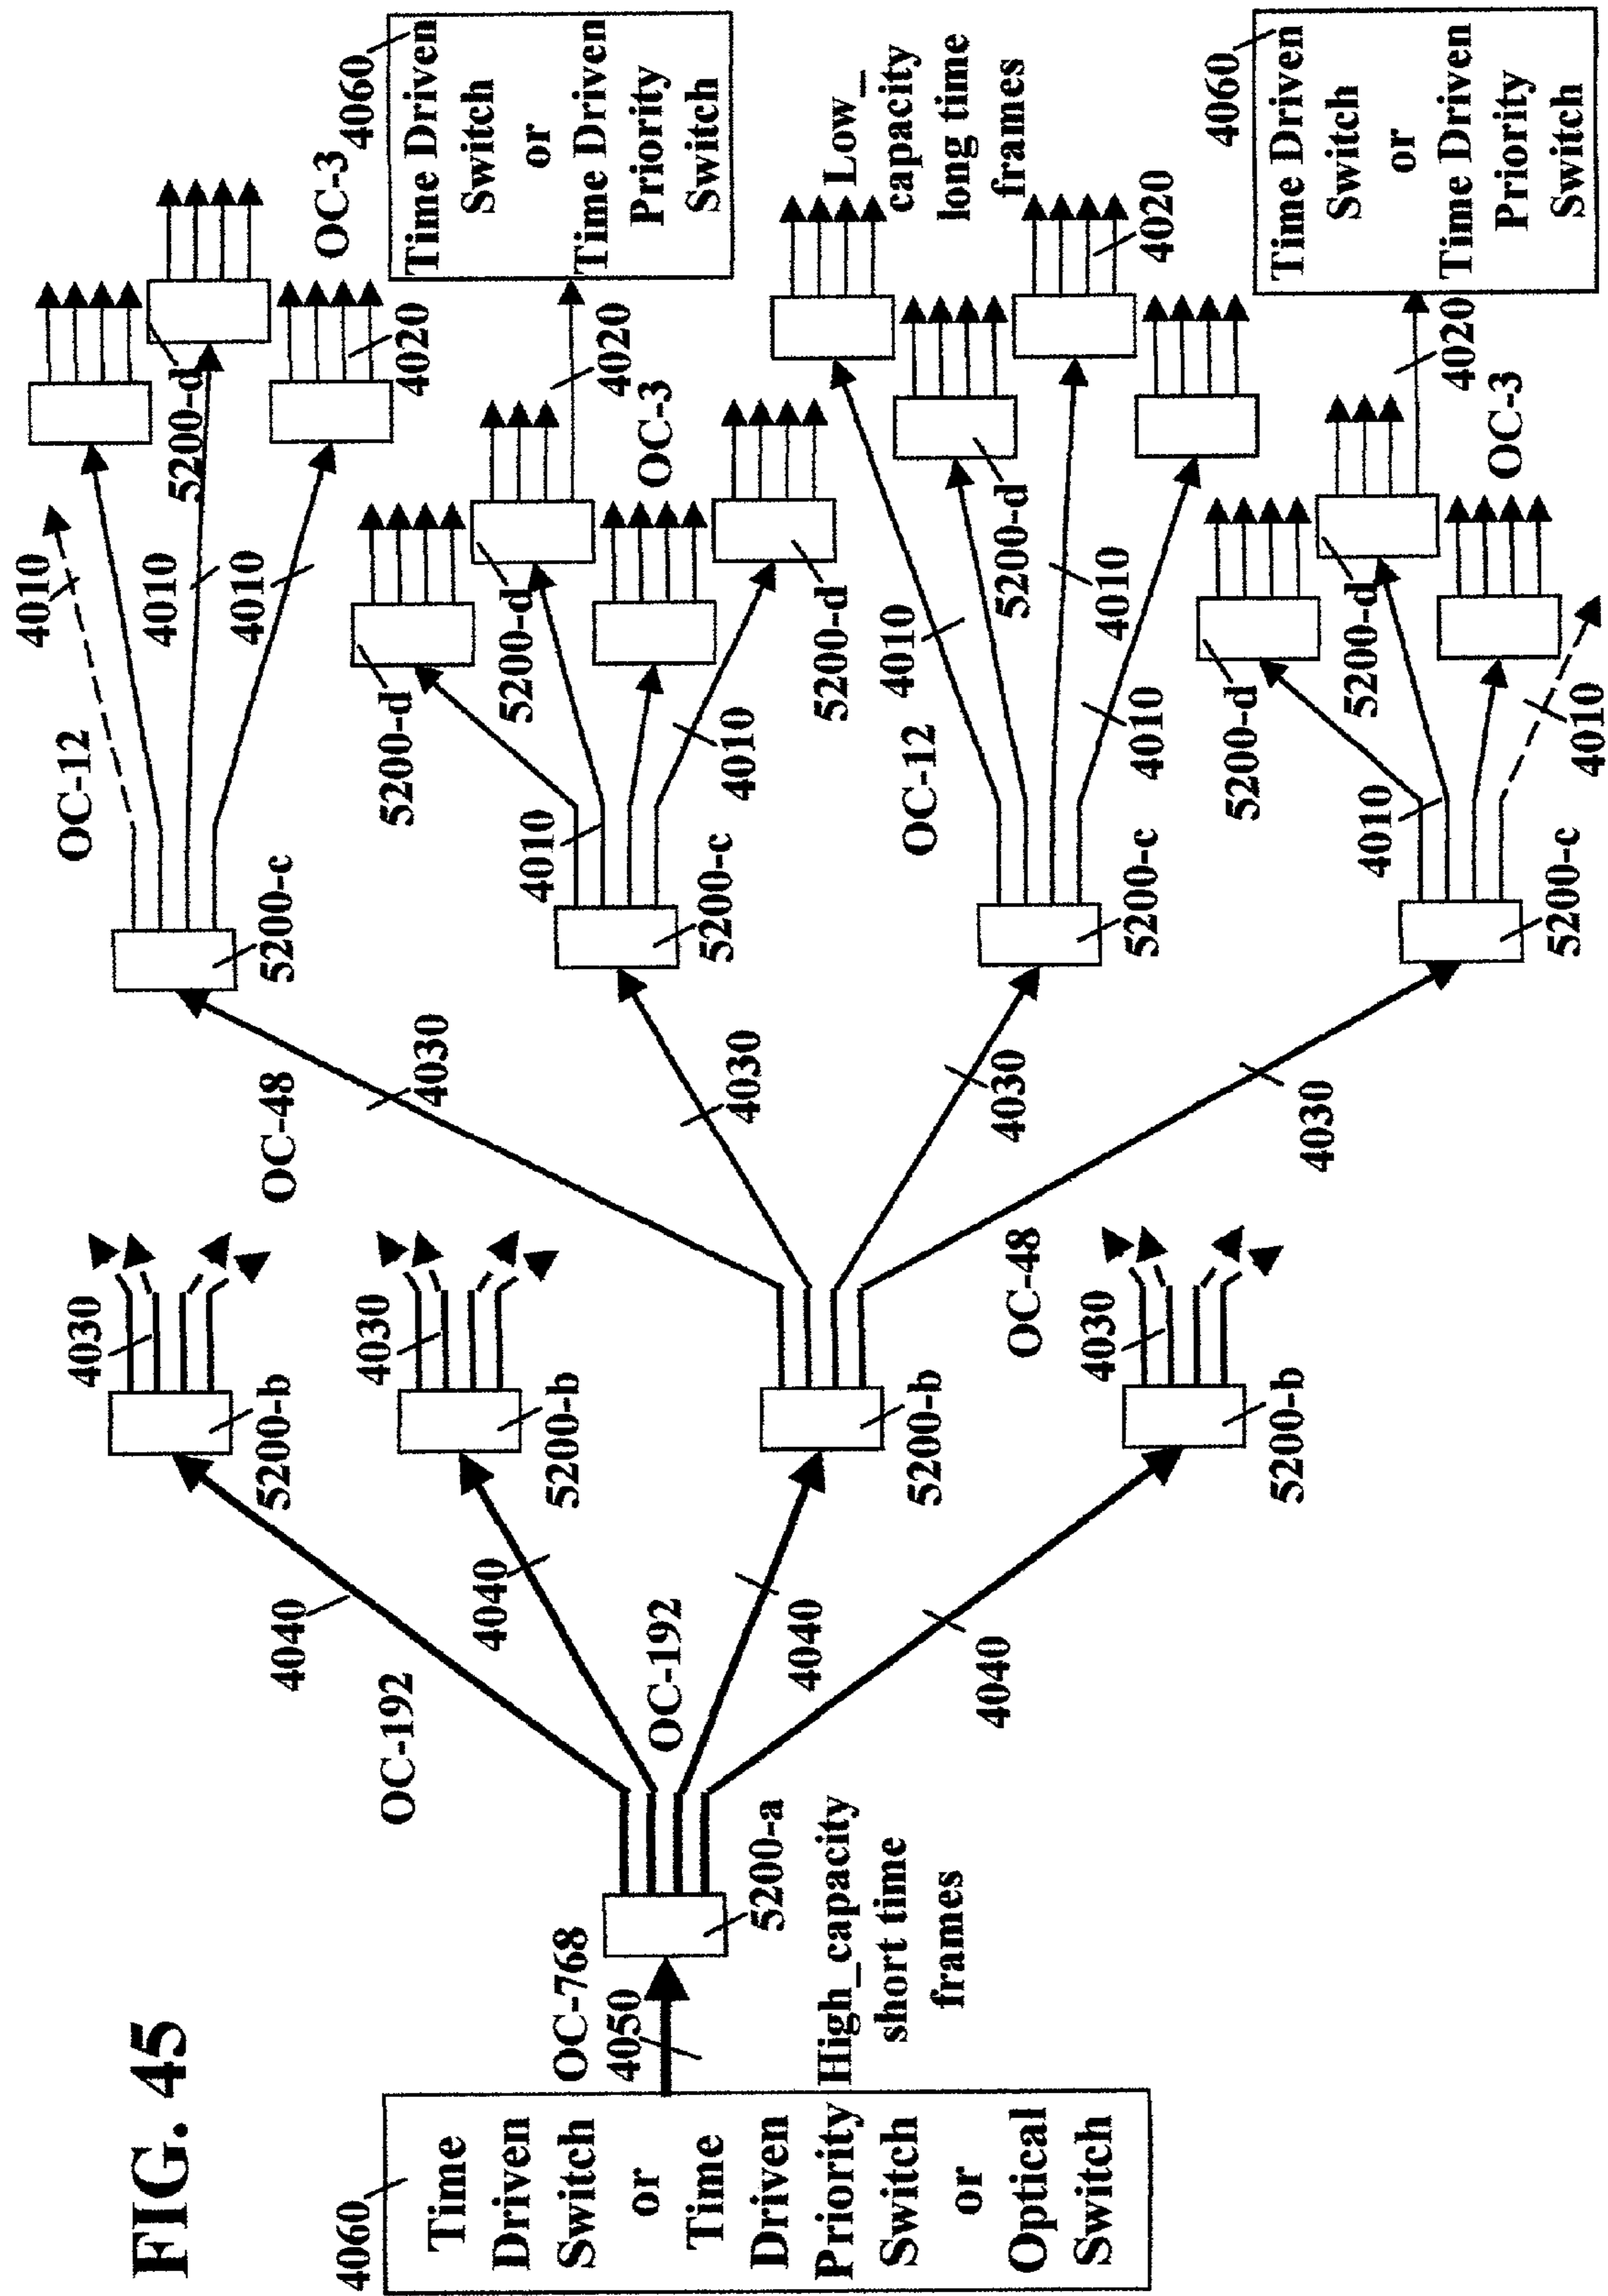 FIG. 45
4060
Time
Driven
Switch
or
Time
Driven
Priority
Switch
or
Optical
Switch
OC-768
4050
High_capacity
short time
frames
5200-a
OC-192
OC-192
4040
4040
4040
4040
5200-b
5200-b
5200-b
5200-b
4030
4030
4030
OC-48
OC-48
4030
4030
4030
4030
5200-c
5200-c
5200-c
5200-c
OC-12
4010
4010
4010
4010
4010
OC-12
4010
4010
4010
4010
4010
5200-d
5200-d
5200-d
5200-d
5200-d
5200-d
5200-d
OC-3
4020
OC-3
4020
4020
OC-3
4020
Low_
capacity
long time
frames
4060
Time Driven
Switch
or
Time Driven
Priority
Switch
4060
Time Driven
Switch
or
Time Driven
Priority
Switch